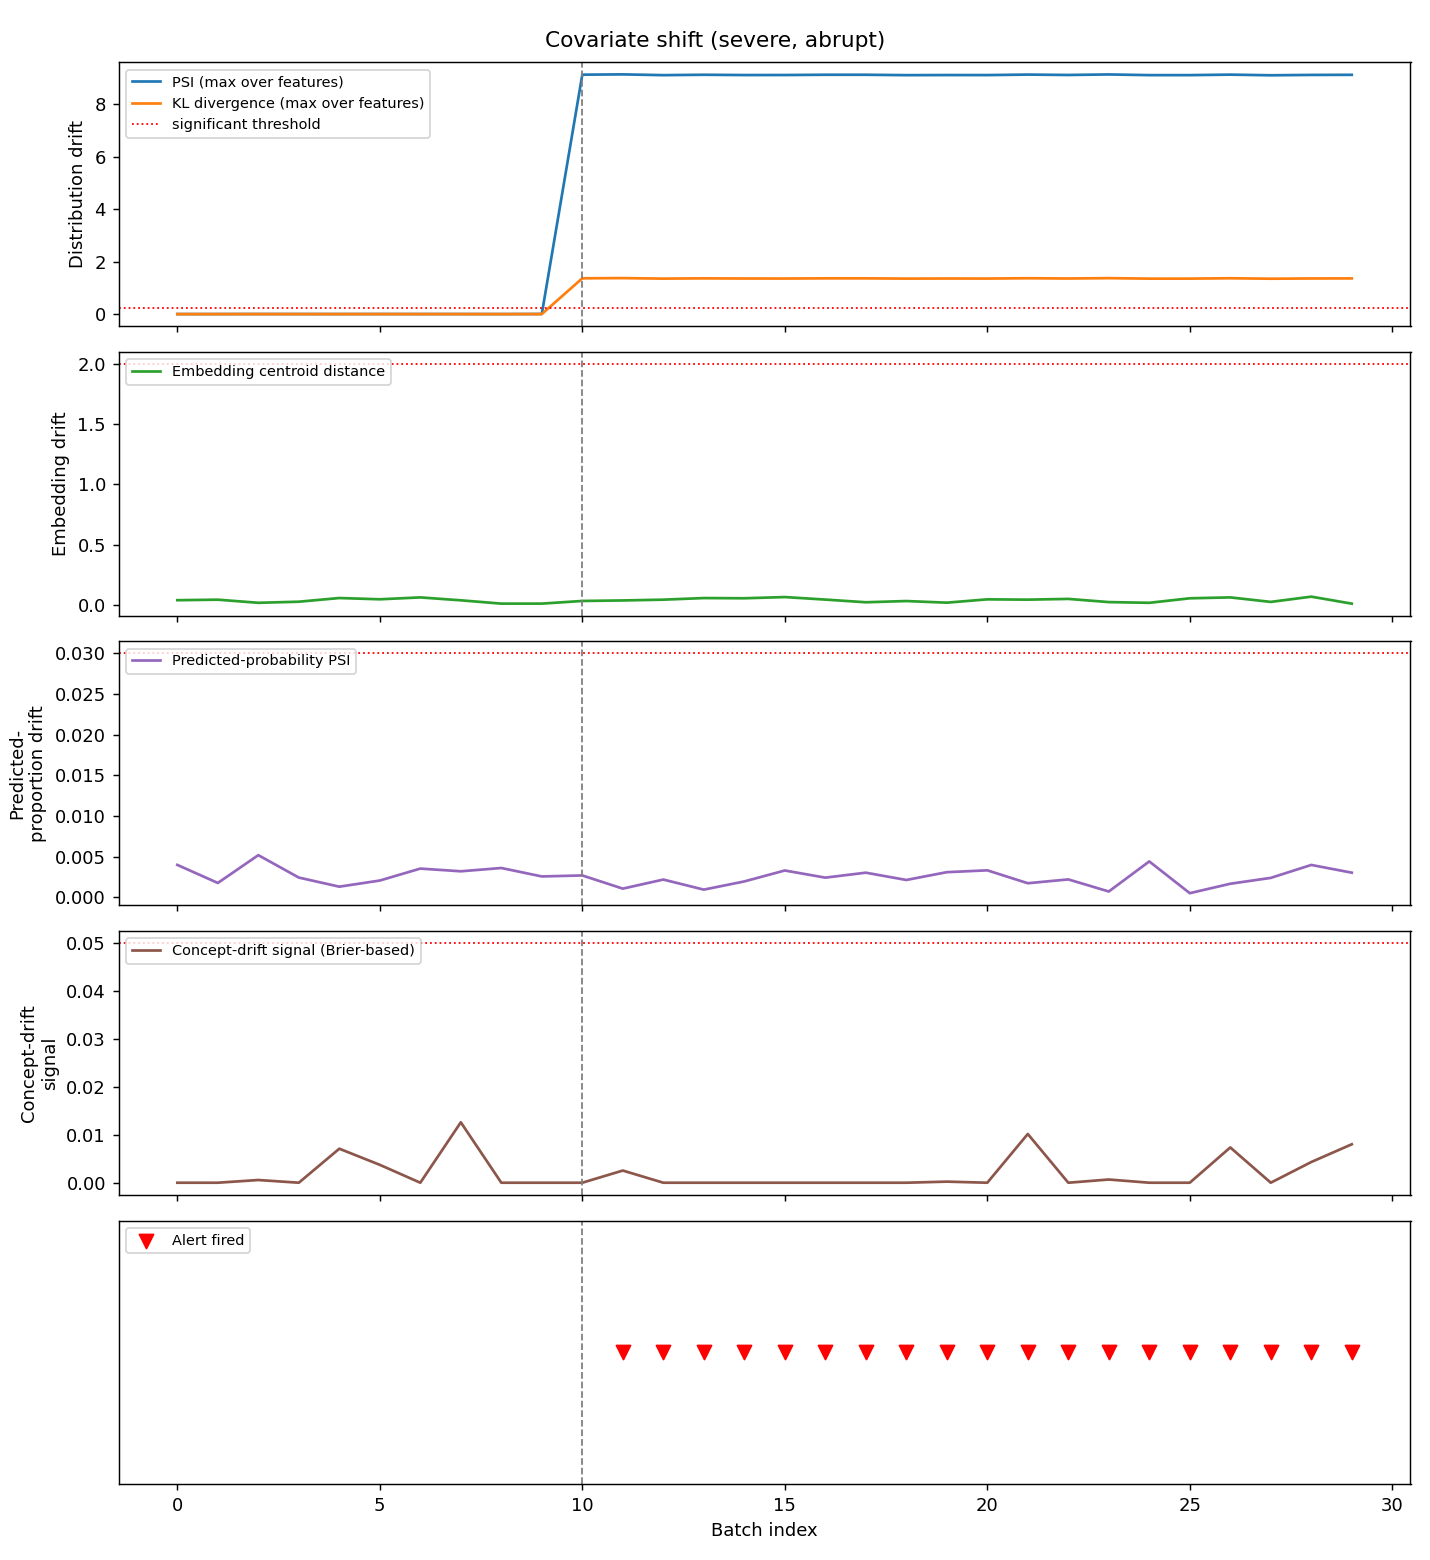 Covariate shift (severe, abrupt)
PSI (max over features)
KL divergence (max over features)
significant threshold
Distribution drift
8
6
4
2
0
Embedding centroid distance
Embedding drift
2.0
1.5
1.0
0.5
0.0
Predicted-probability PSI
Predicted-
proportion drift
0.030
0.025
0.020
0.015
0.010
0.005
0.000
Concept-drift signal (Brier-based)
Concept-drift
signal
0.05
0.04
0.03
0.02
0.01
0.00
Alert fired
0 5 10 15 20 25 30
Batch index